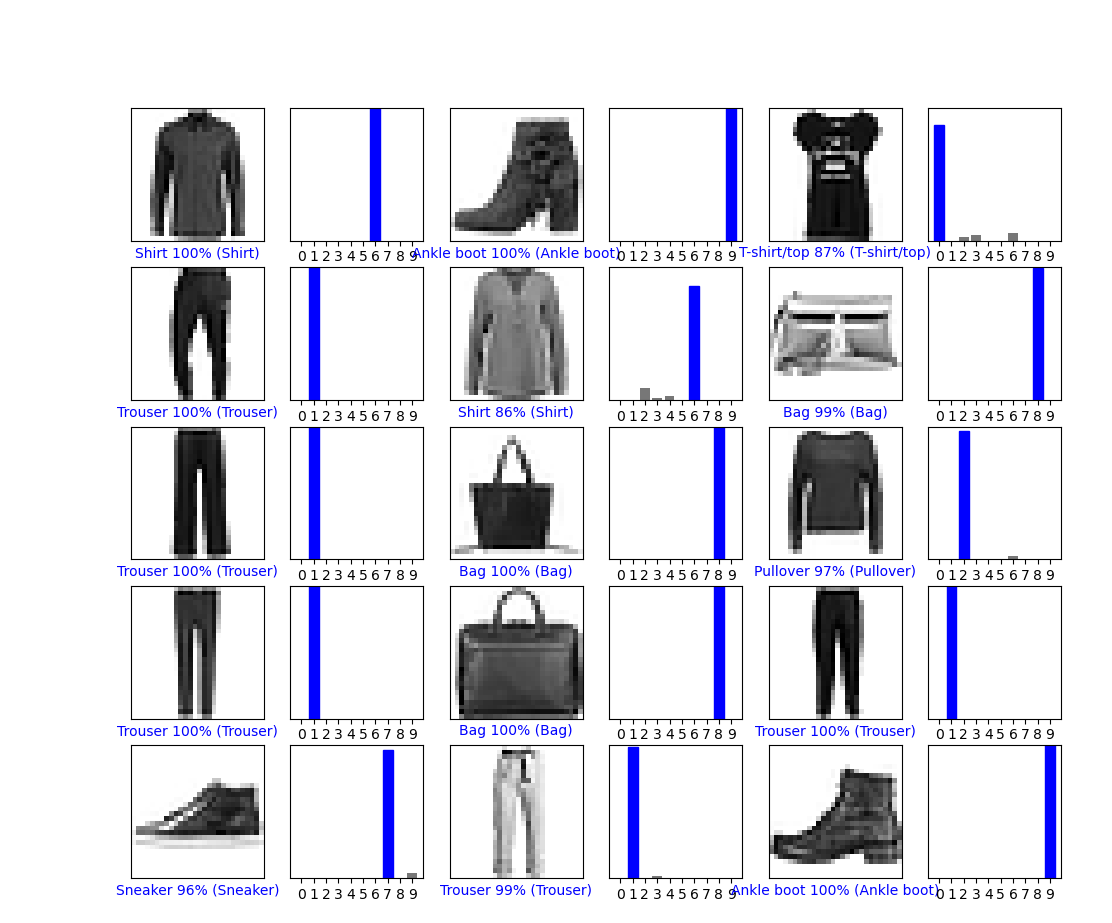 0 1 2 3 4 5 6 7 8 9 0 1 2 3 4 5 6 7 8 9 0 1 2 3 4 5 6 7 8 9
Shirt 100% (Shirt) Ankle boot 100% (Ankle boot) T-shirt/top 87% (T-shirt/top)
0 1 2 3 4 5 6 7 8 9 0 1 2 3 4 5 6 7 8 9 0 1 2 3 4 5 6 7 8 9
Trouser 100% (Trouser) Shirt 86% (Shirt) Bag 99% (Bag)
0 1 2 3 4 5 6 7 8 9 0 1 2 3 4 5 6 7 8 9 0 1 2 3 4 5 6 7 8 9
Trouser 100% (Trouser) Bag 100% (Bag) Pullover 97% (Pullover)
0 1 2 3 4 5 6 7 8 9 0 1 2 3 4 5 6 7 8 9 0 1 2 3 4 5 6 7 8 9
Trouser 100% (Trouser) Bag 100% (Bag) Trouser 100% (Trouser)
0 1 2 3 4 5 6 7 8 9 0 1 2 3 4 5 6 7 8 9 0 1 2 3 4 5 6 7 8 9
Sneaker 96% (Sneaker) Trouser 99% (Trouser) Ankle boot 100% (Ankle boot)